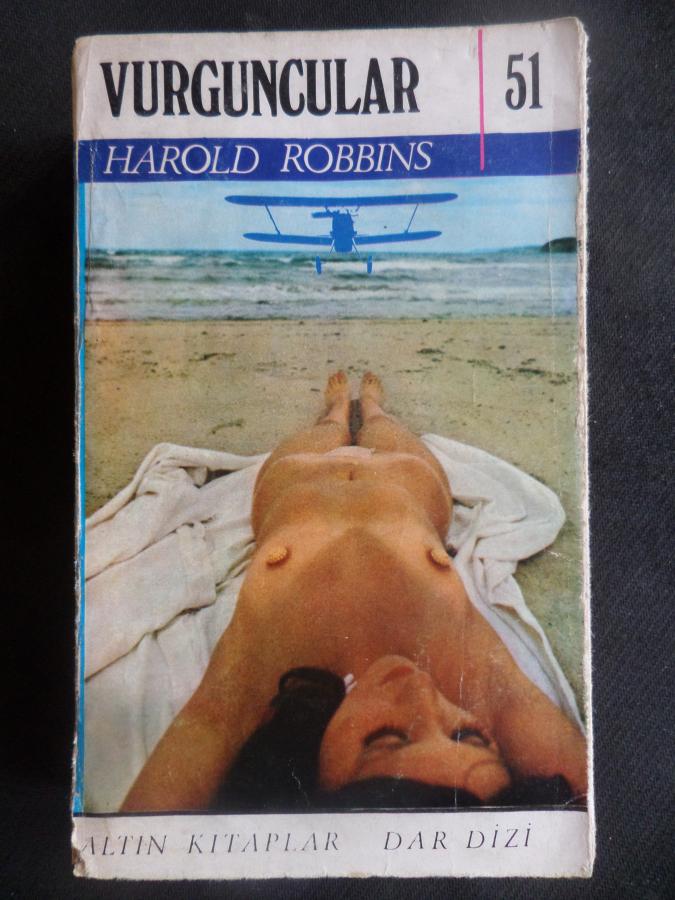 VURGUNCULAR 51
HAROLD ROBBINS
ALTIN KITAPLAR DAR DİZİ